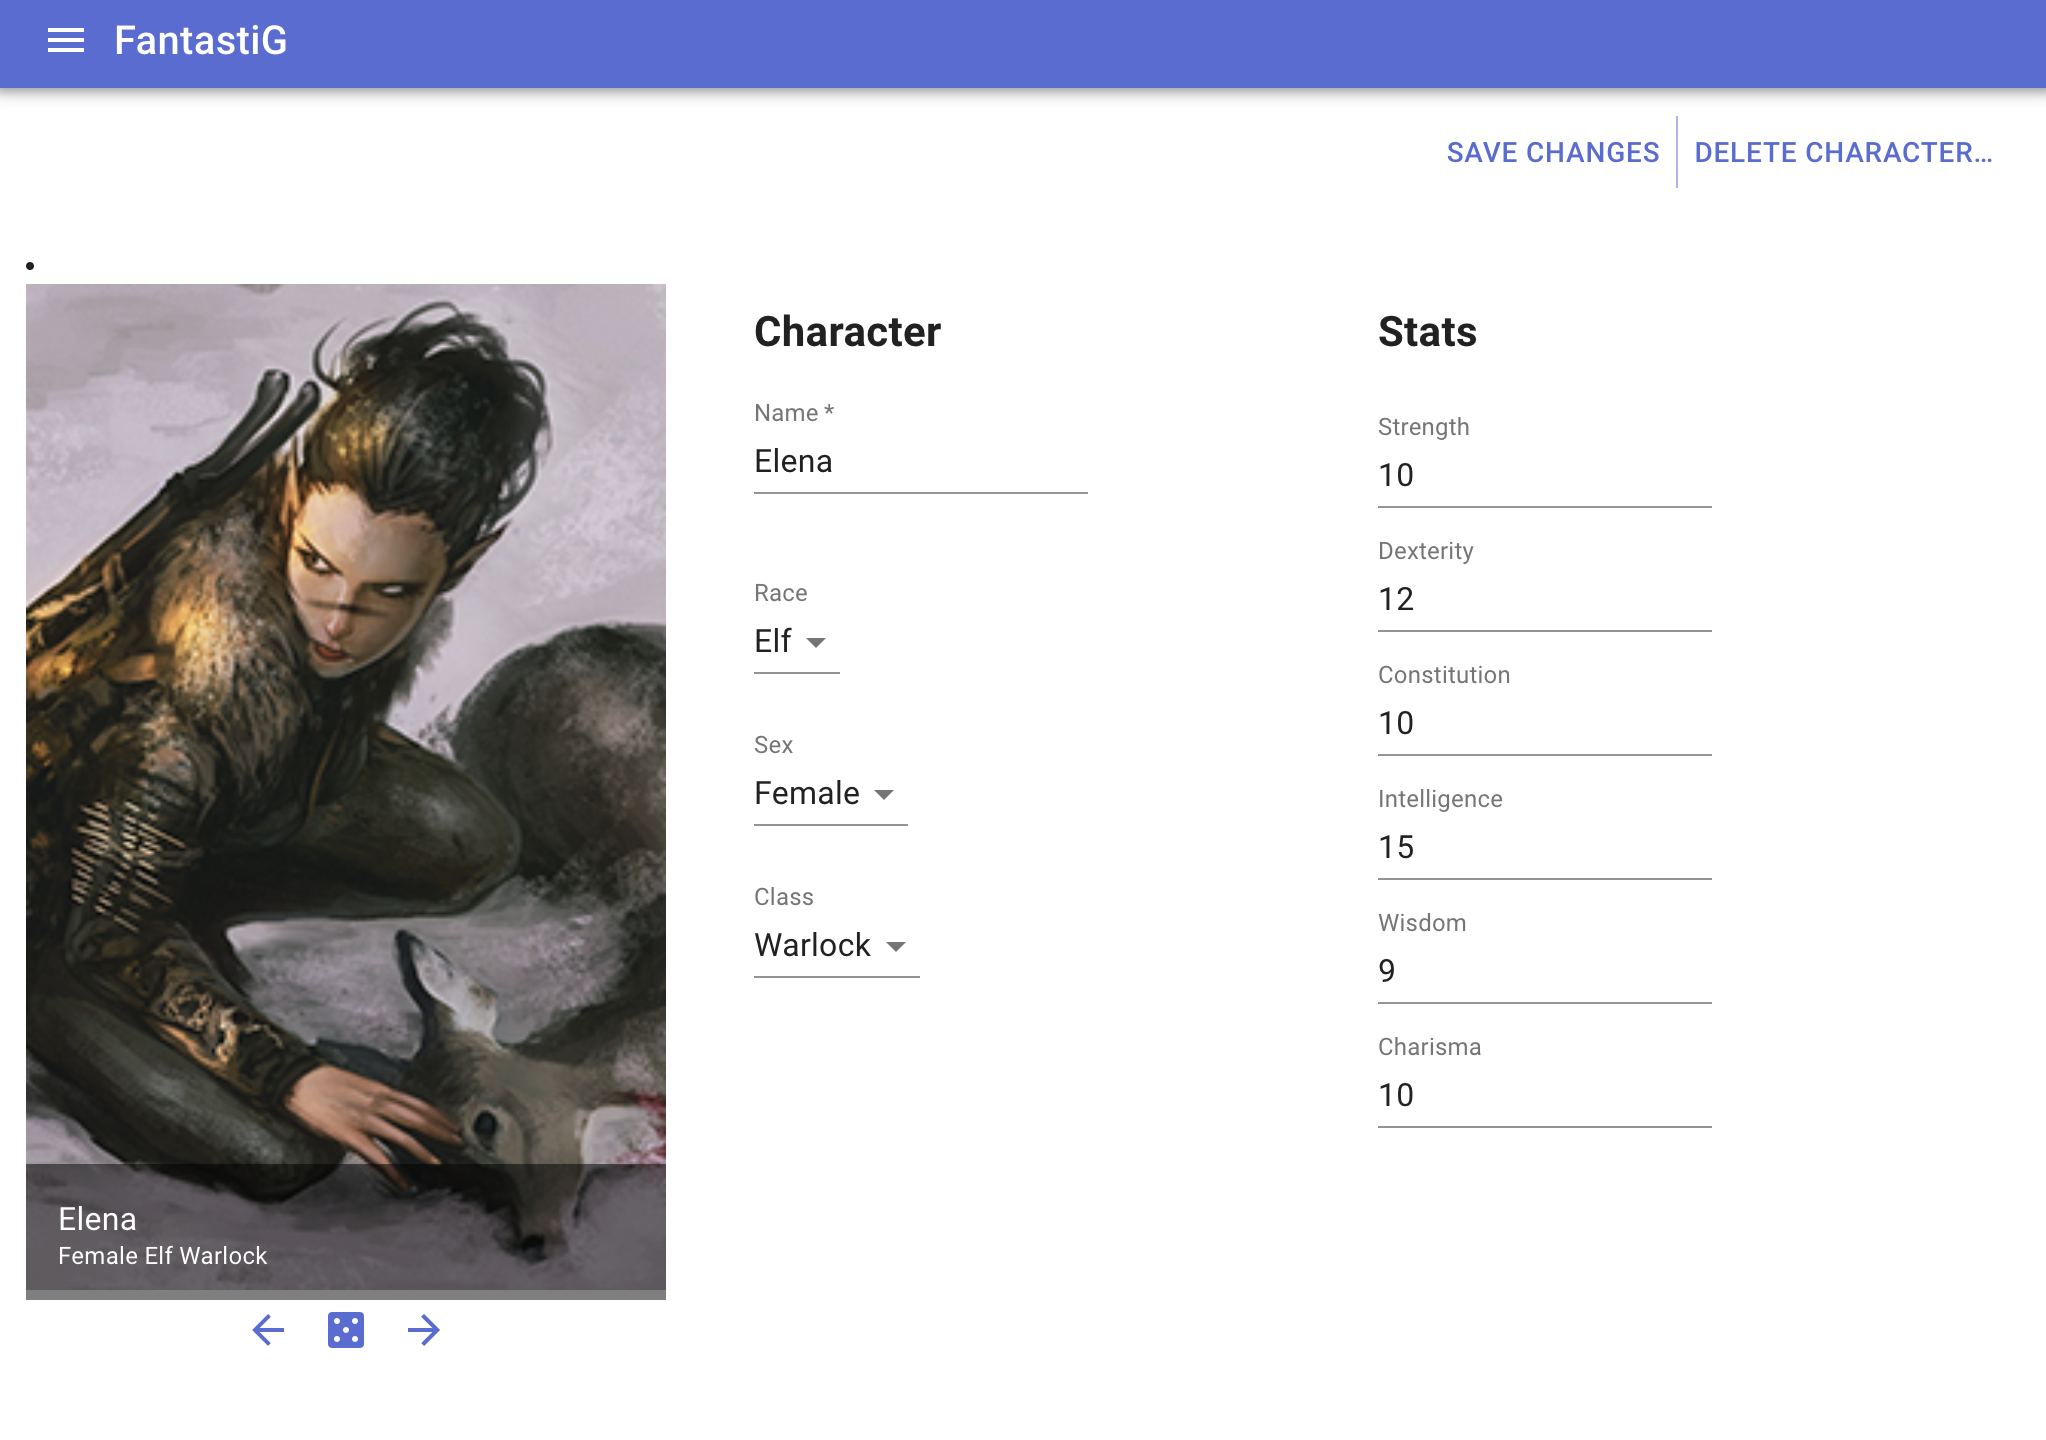 FantastiG
SAVE CHANGES
DELETE CHARACTER...
Character
Name *
Elena
Race
Elf
Sex
Female
Class
Warlock
Stats
Strength
10
Dexterity
12
Constitution
10
Intelligence
15
Wisdom
9
Charisma
10
Elena
Female Elf Warlock